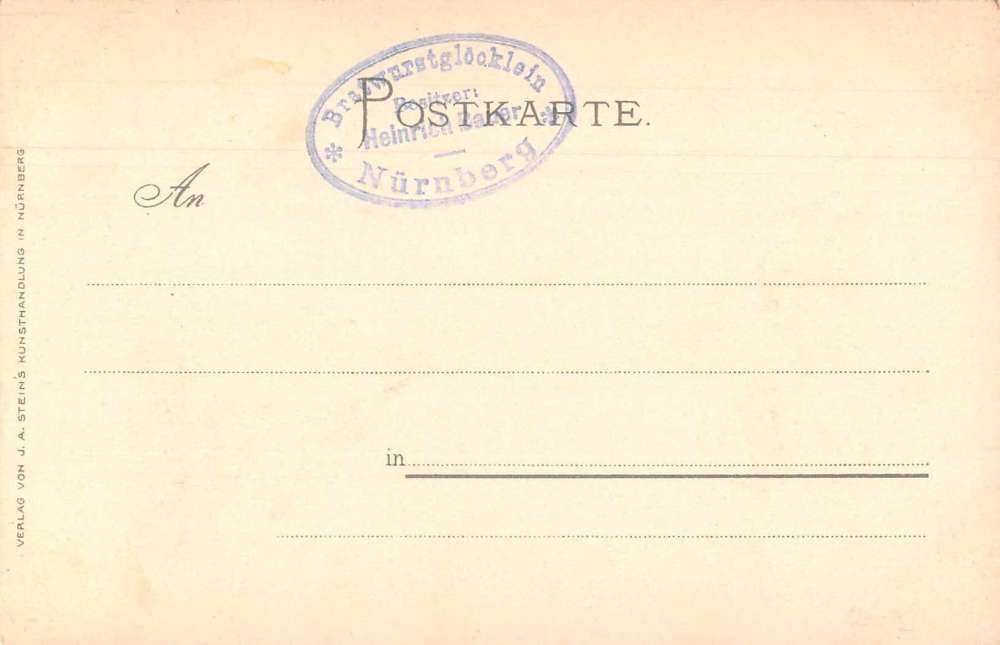 Bratwurstglöcklein
Besitzer:
Heinrich
Nürnberg
POSTKARTE.
An
in
VERLAG VON J. A. STEIN'S KUNSTHANDLUNG IN NÜRNBERG